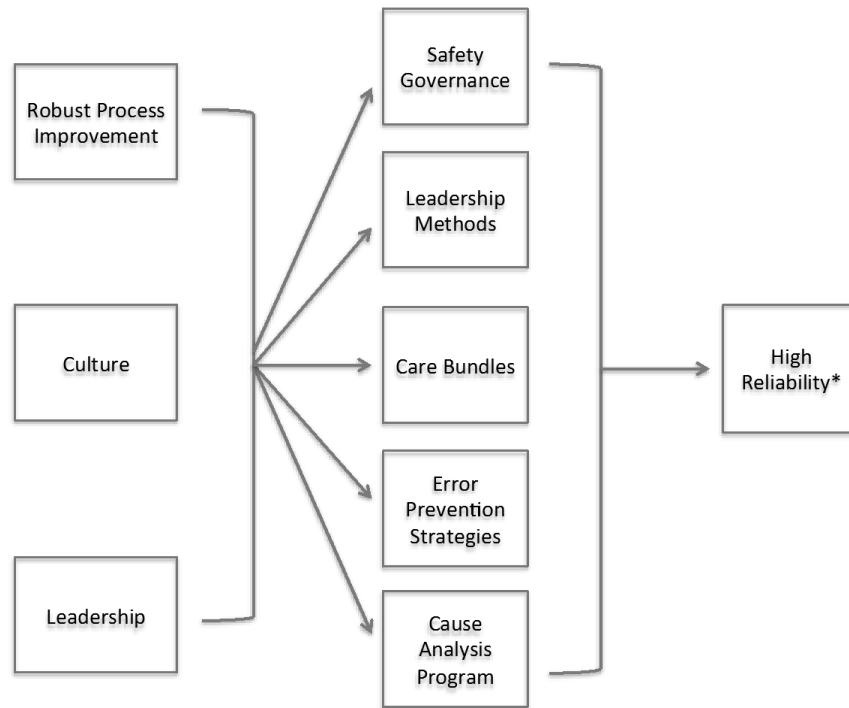 Robust Process
Improvement
Culture
Leadership
Safety
Governance
Leadership
Methods
Care Bundles
Error
Prevention
Strategies
Cause
Analysis
Program
High
Reliability*